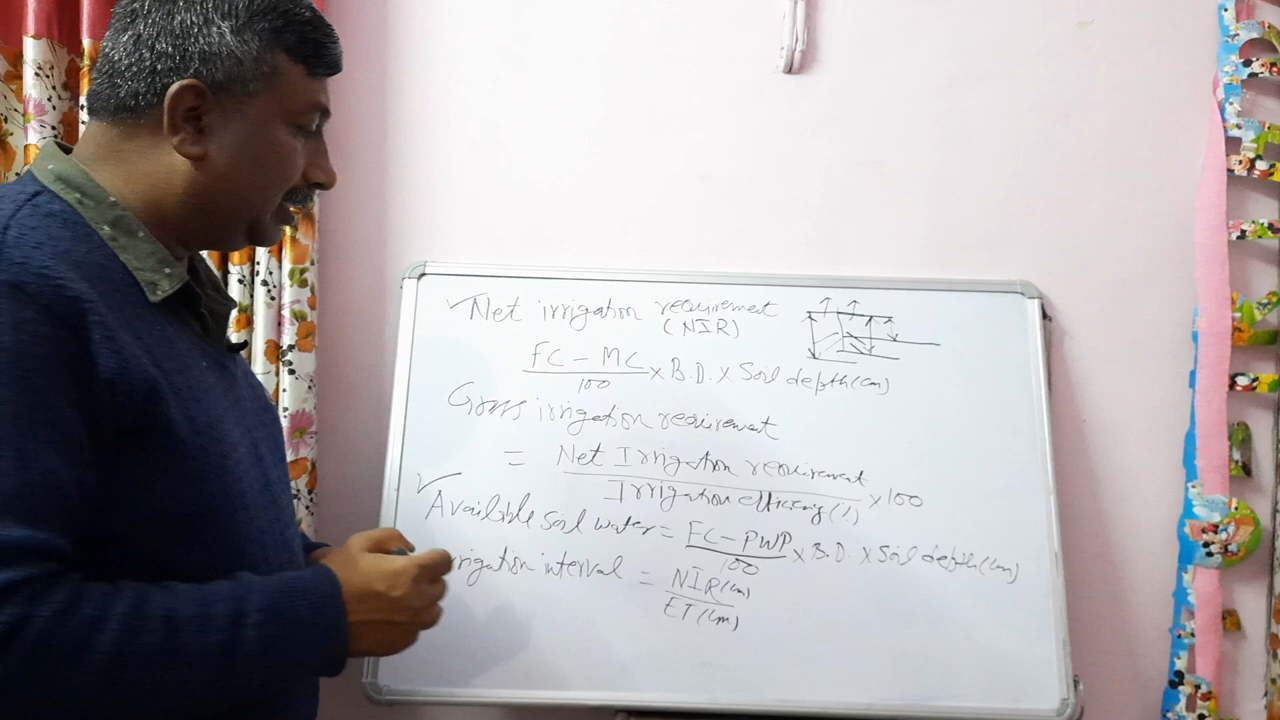 ✓Net irrigation requirement
(NIR)
FC - MC / 100 × B.D. × Soil depth (cm)
Gross irrigation requirement
= Net Irrigation requirement / Irrigation efficiency (%) × 100
✓Available soil water = FC - PWP / 100 × B.D. × Soil depth (cm)
rrigation interval = NIR (cm) / ET (cm)